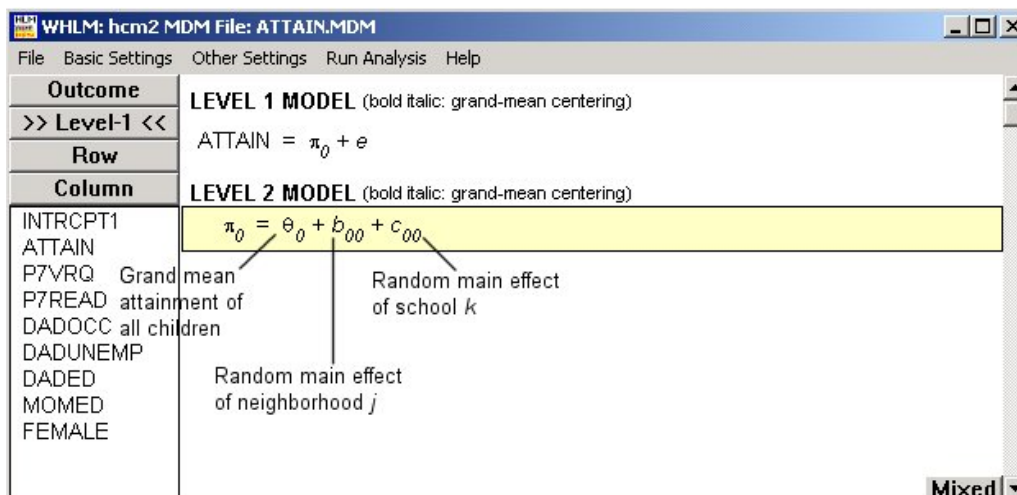 WHLM: hcm2 MDM File: ATTAIN.MDM
File Basic Settings Other Settings Run Analysis Help
Outcome
>> Level-1 <<
Row
Column
INTRCPT1
ATTAIN
P7VRQ
P7READ
DADOCC
DADUNEMP
DADED
MOMED
FEMALE
LEVEL 1 MODEL (bold italic: grand-mean centering)
ATTAIN = π₀ + e
LEVEL 2 MODEL (bold italic: grand-mean centering)
π₀ = θ₀ + b₀₀ + c₀₀
Grand mean
attainment of
all children
Random main effect
of school k
Random main effect
of neighborhood j
Mixed